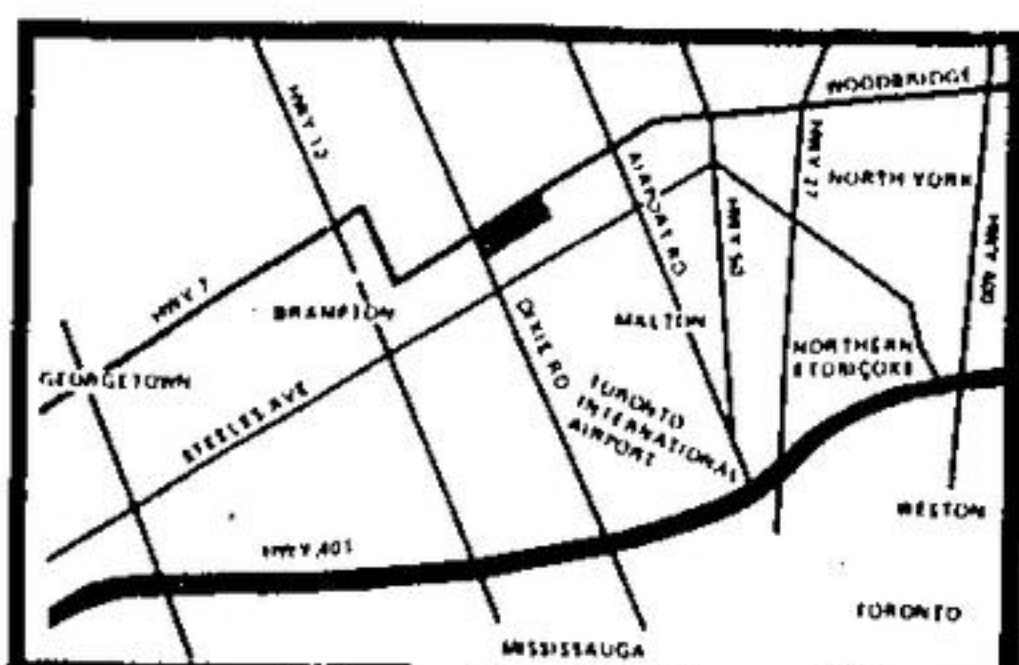 WOODBRIDGE
HWY 10
HWY 27
NORTH YORK
AIRPORT RD
HWY 50
HWY 400
HWY 7
BRAMPTON
DIXIE RD
MALTON
NORTHERN
ETOBICOKE
GEORGETOWN
STEELES AVE
TORONTO
INTERNATIONAL
AIRPORT
WESTON
HWY 401
TORONTO
MISSISSAUGA